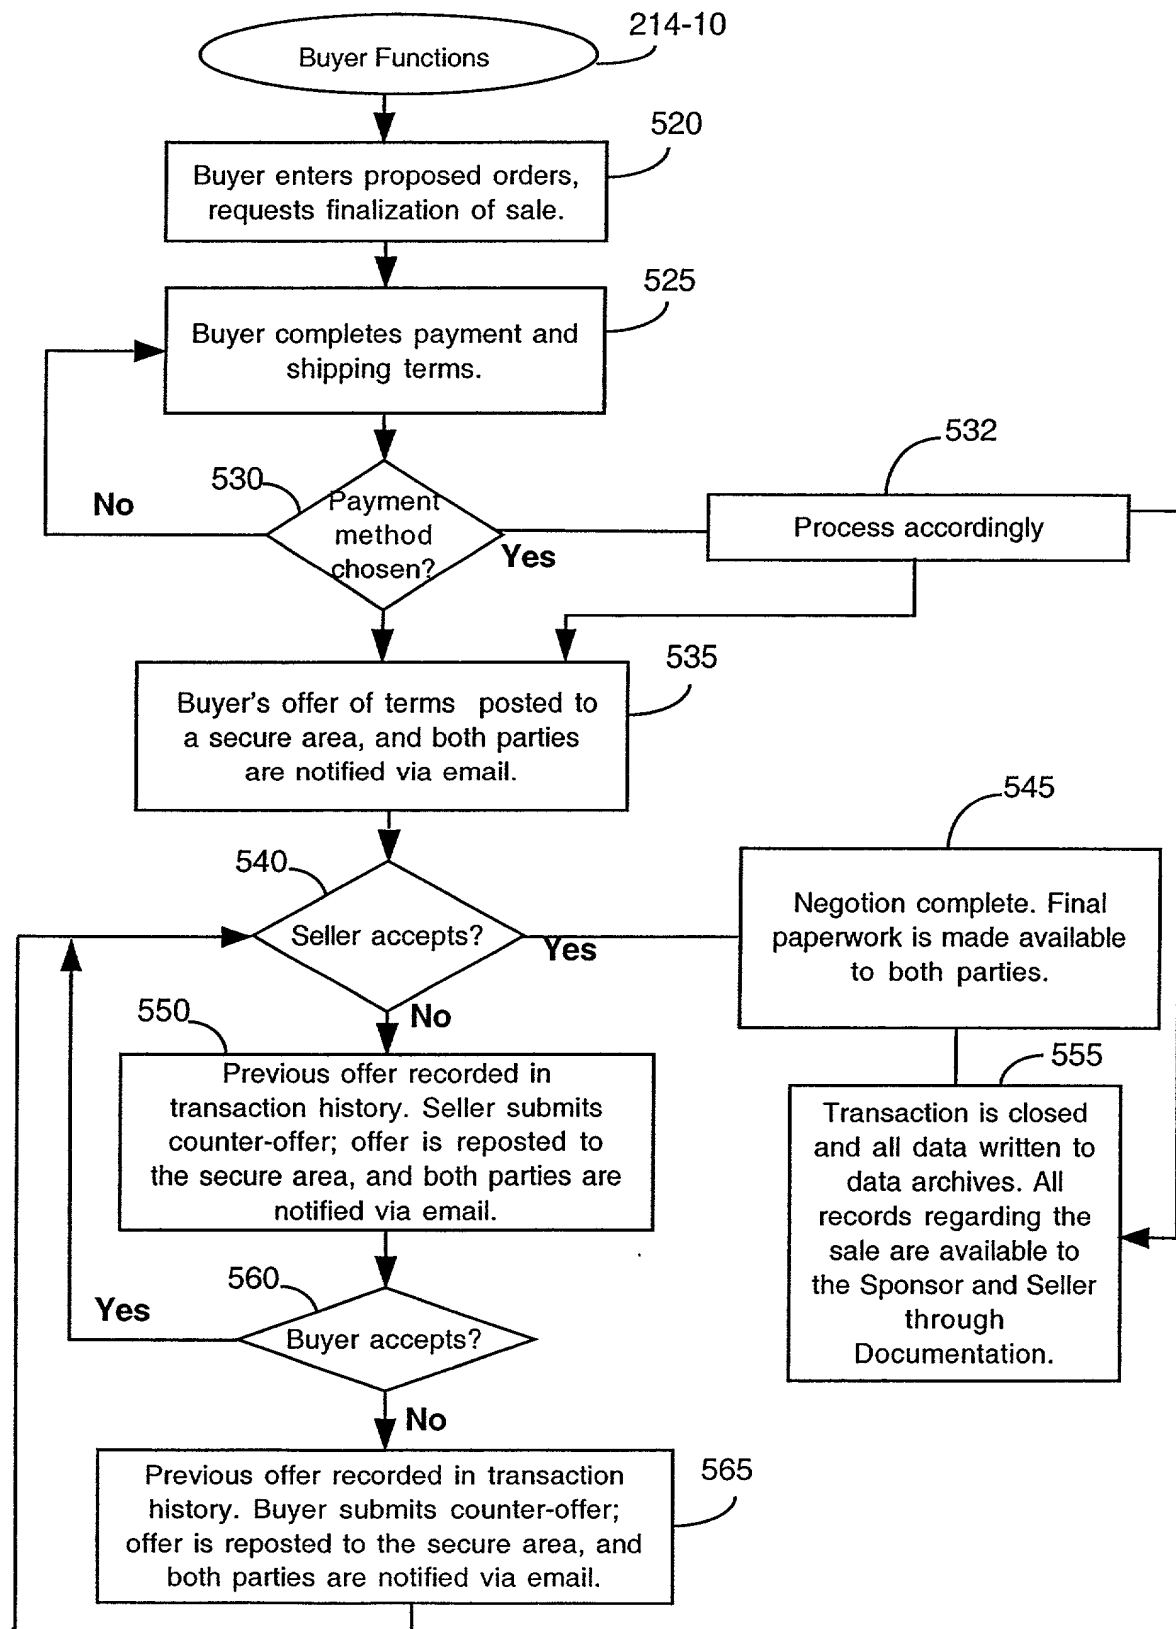 214-10
Buyer Functions
520
Buyer enters proposed orders,
requests finalization of sale.
525
Buyer completes payment and
shipping terms.
530
No
Payment
method
chosen?
Yes
532
Process accordingly
535
Buyer's offer of terms posted to
a secure area, and both parties
are notified via email.
540
Seller accepts?
Yes
No
545
Negotion complete. Final
paperwork is made available
to both parties.
550
Previous offer recorded in
transaction history. Seller submits
counter-offer; offer is reposted to
the secure area, and both parties are
notified via email.
555
Transaction is closed
and all data written to
data archives. All
records regarding the
sale are available to
the Sponsor and Seller
through
Documentation.
560
Yes
Buyer accepts?
No
565
Previous offer recorded in transaction
history. Buyer submits counter-offer;
offer is reposted to the secure area, and
both parties are notified via email.